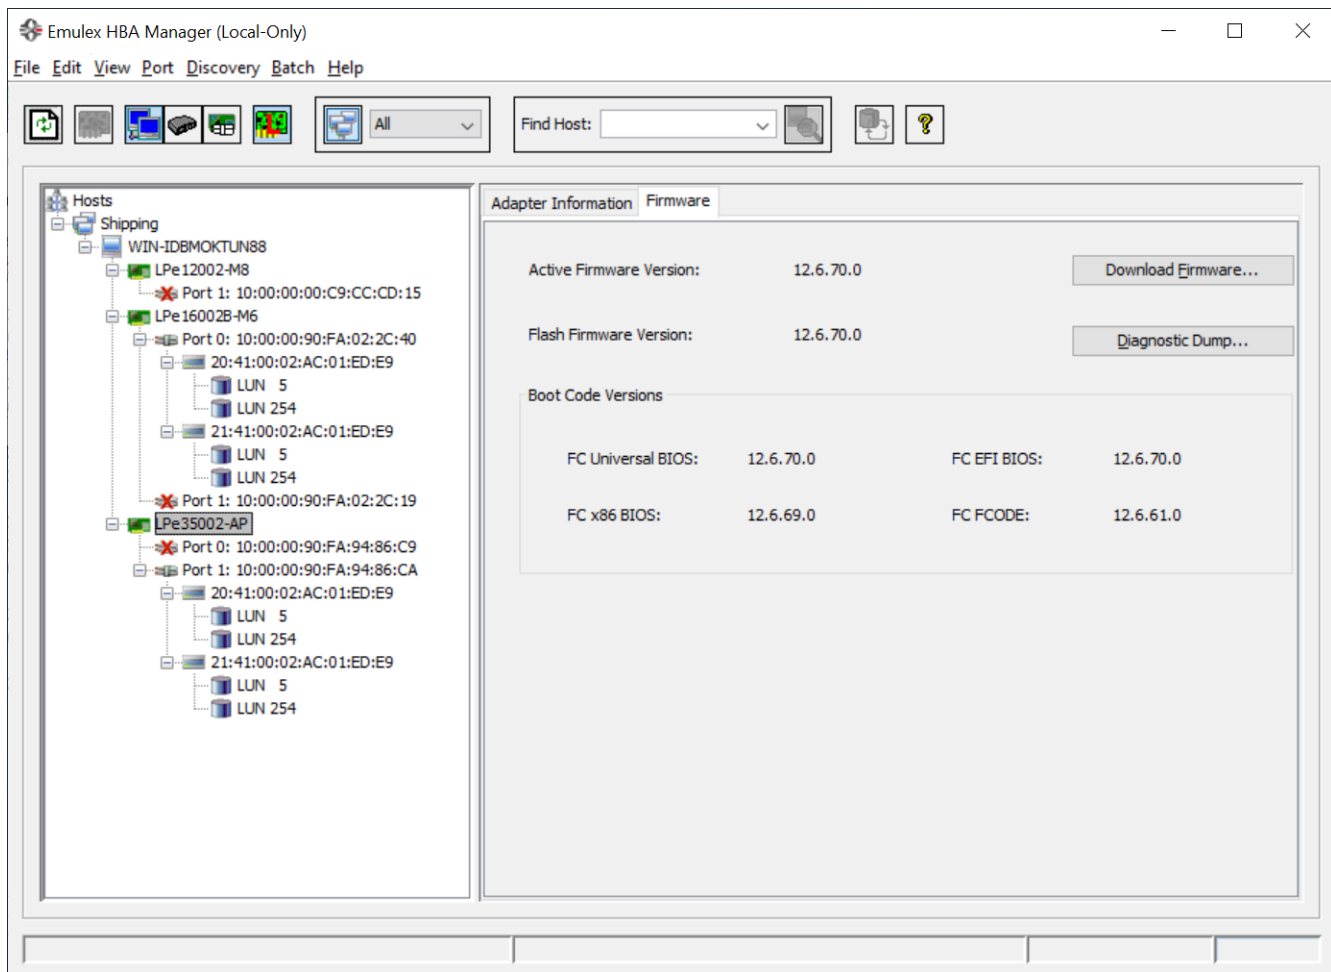 Emulex HBA Manager (Local-Only)
File Edit View Port Discovery Batch Help
All
Find Host:
?
Hosts
Shipping
WIN-IDBMOKTUN88
LPe12002-M8
Port 1: 10:00:00:00:C9:CC:CD:15
LPe16002B-M6
Port 0: 10:00:00:90:FA:02:2C:40
20:41:00:02:AC:01:ED:E9
LUN 5
LUN 254
21:41:00:02:AC:01:ED:E9
LUN 5
LUN 254
Port 1: 10:00:00:90:FA:02:2C:19
LPe35002-AP
Port 0: 10:00:00:90:FA:94:86:C9
Port 1: 10:00:00:90:FA:94:86:CA
20:41:00:02:AC:01:ED:E9
LUN 5
LUN 254
21:41:00:02:AC:01:ED:E9
LUN 5
LUN 254
Adapter Information Firmware
Active Firmware Version: 12.6.70.0 Download Firmware...
Flash Firmware Version: 12.6.70.0 Diagnostic Dump...
Boot Code Versions
FC Universal BIOS: 12.6.70.0 FC EFI BIOS: 12.6.70.0
FC x86 BIOS: 12.6.69.0 FC FCODE: 12.6.61.0